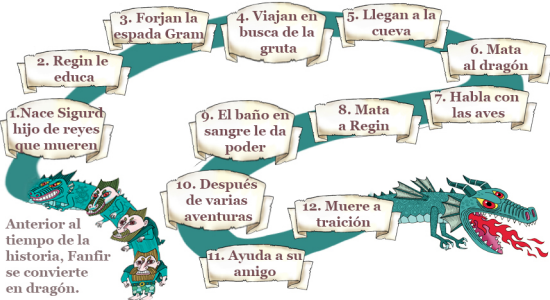 1.Nace Sigurd
hijo de reyes
que mueren
2. Regin le
educa
3. Forjan la
espada Gram
4. Viajan en
busca de la
gruta
5. Llegan a la
cueva
6. Mata
al dragón
7. Habla con
las aves
8. Mata
a Regin
9. El baño en
sangre le da
poder
10. Después
de varias
aventuras
11. Ayuda a su
amigo
12. Muere a
traición
Anterior al
tiempo de la
historia, Fanfir
se convierte
en dragón.